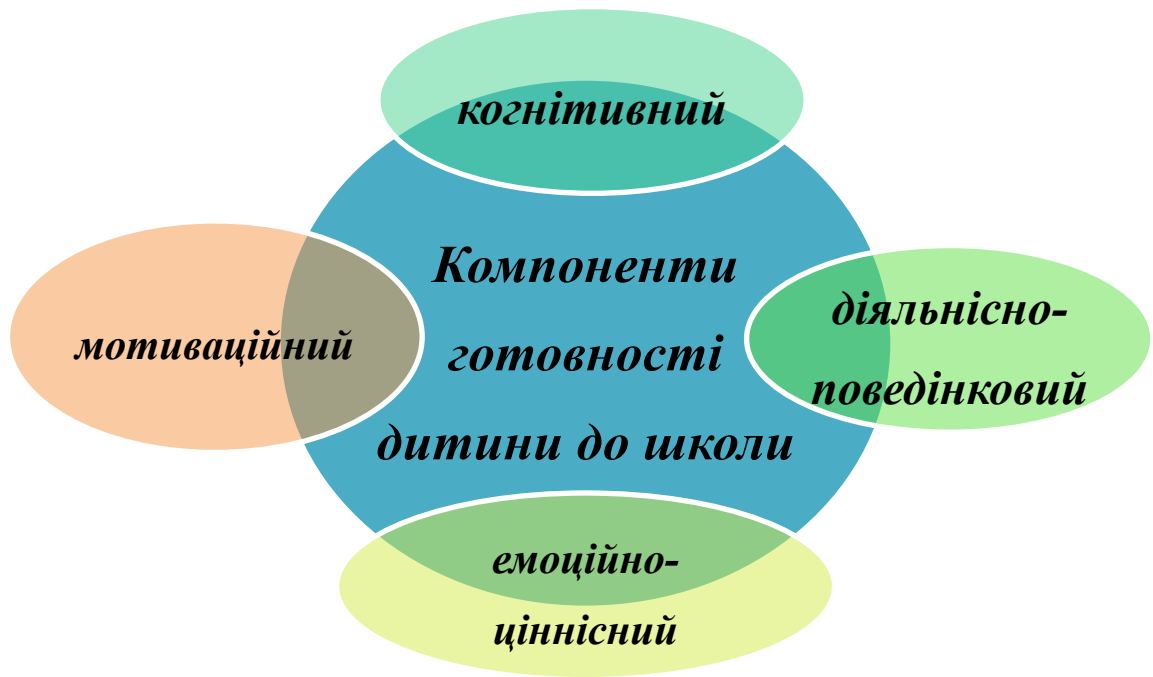 когнітивний
Компоненти
готовності
дитини до школи
мотиваційний
діяльнісно-
поведінковий
емоційно-
ціннісний